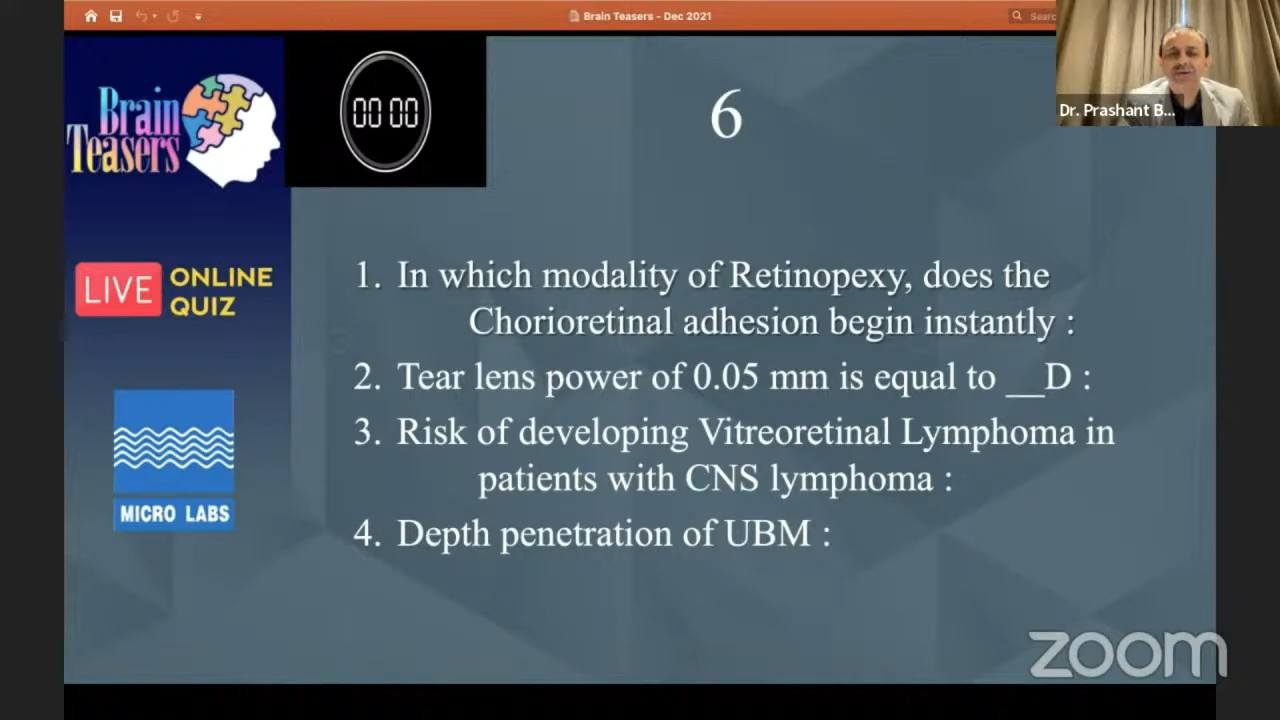 Brain Teasers - Dec 2021
Searc
Dr. Prashant B...
Brain
Teasers
00 00
6
LIVE ONLINE
QUIZ
MICRO LABS
1. In which modality of Retinopexy, does the
Chorioretinal adhesion begin instantly :
2. Tear lens power of 0.05 mm is equal to __D :
3. Risk of developing Vitreoretinal Lymphoma in
patients with CNS lymphoma :
4. Depth penetration of UBM :
zoom